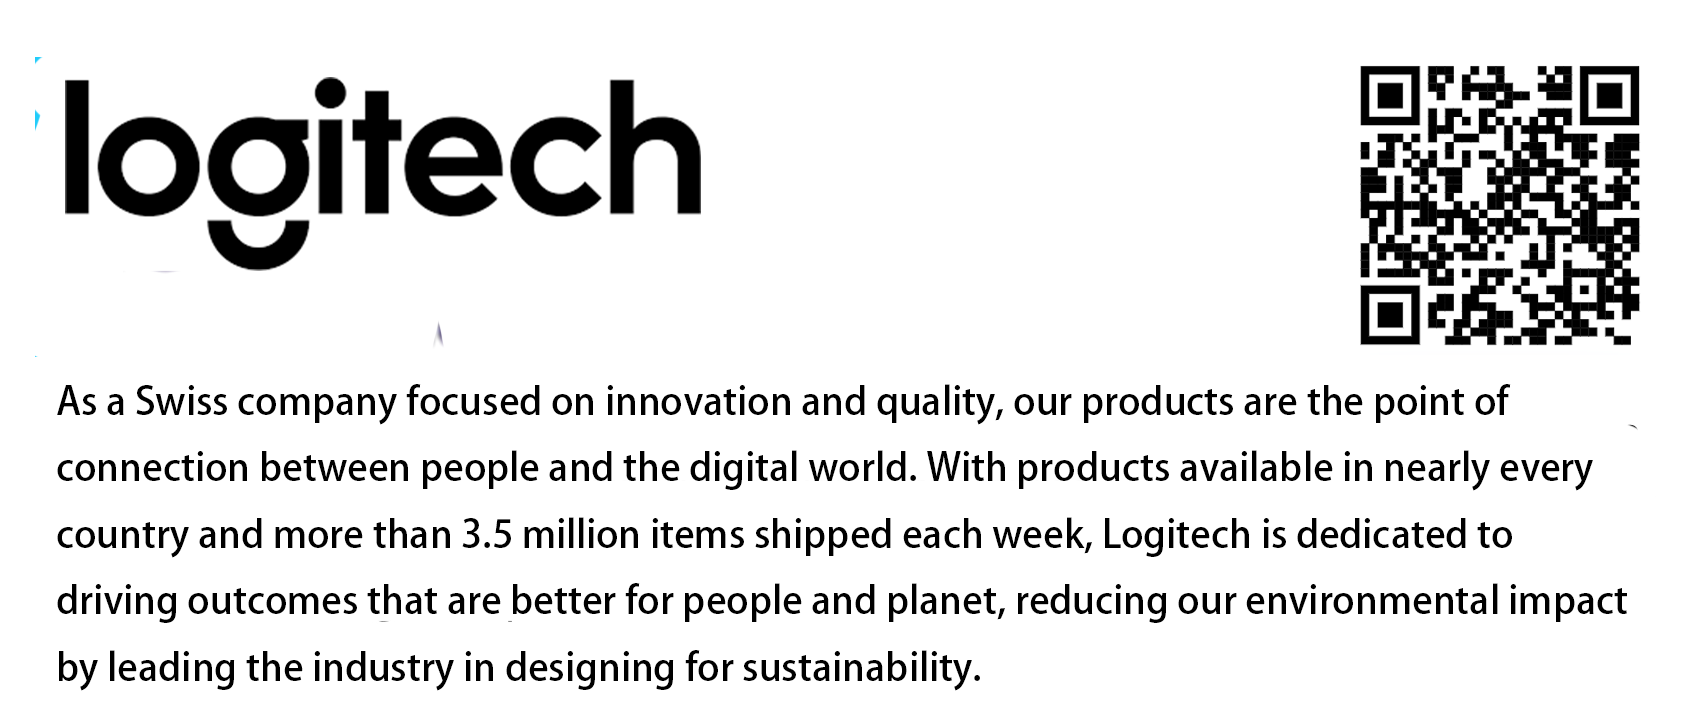 logitech
As a Swiss company focused on innovation and quality, our products are the point of
connection between people and the digital world. With products available in nearly every
country and more than 3.5 million items shipped each week, Logitech is dedicated to
driving outcomes that are better for people and planet, reducing our environmental impact
by leading the industry in designing for sustainability.